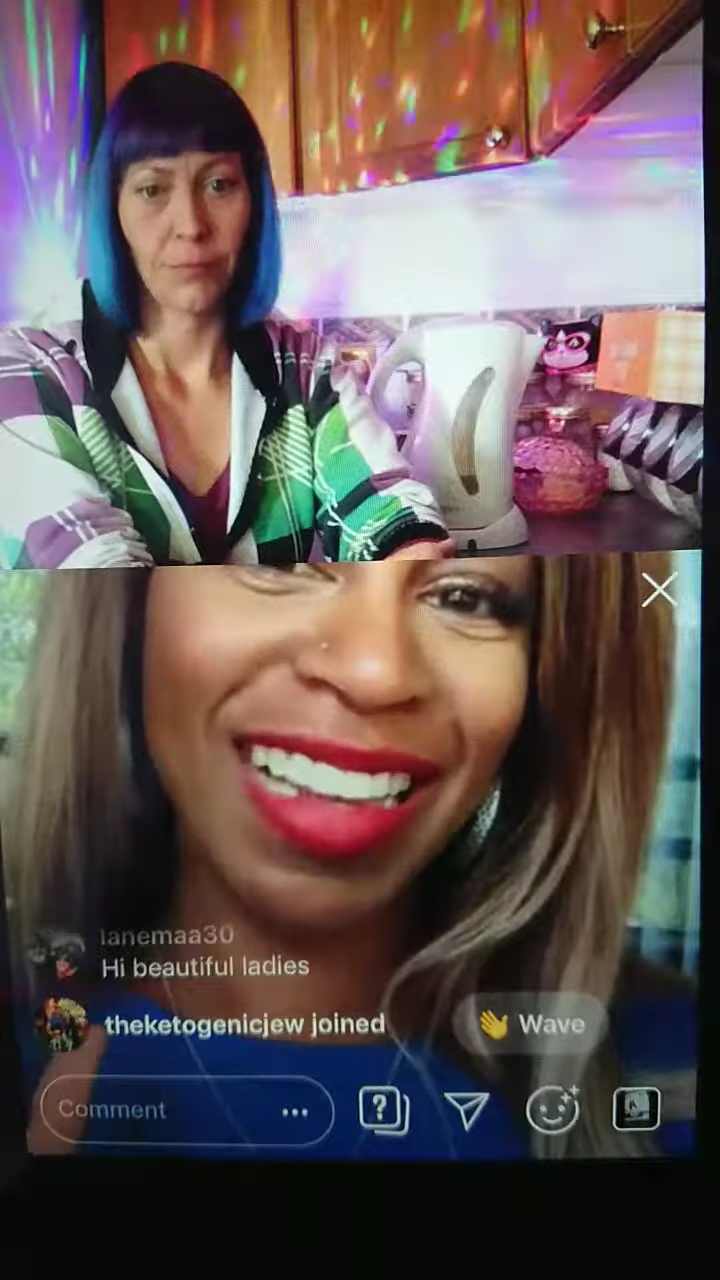 lanemaa30
Hi beautiful ladies
theketogenicjew joined
👋 Wave
Comment